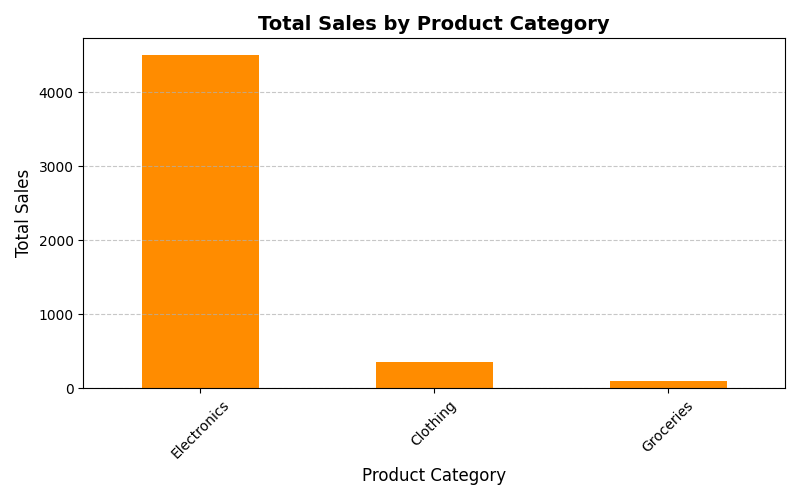 Total Sales by Product Category
Total Sales
4000
3000
2000
1000
0
Electronics
Clothing
Groceries
Product Category